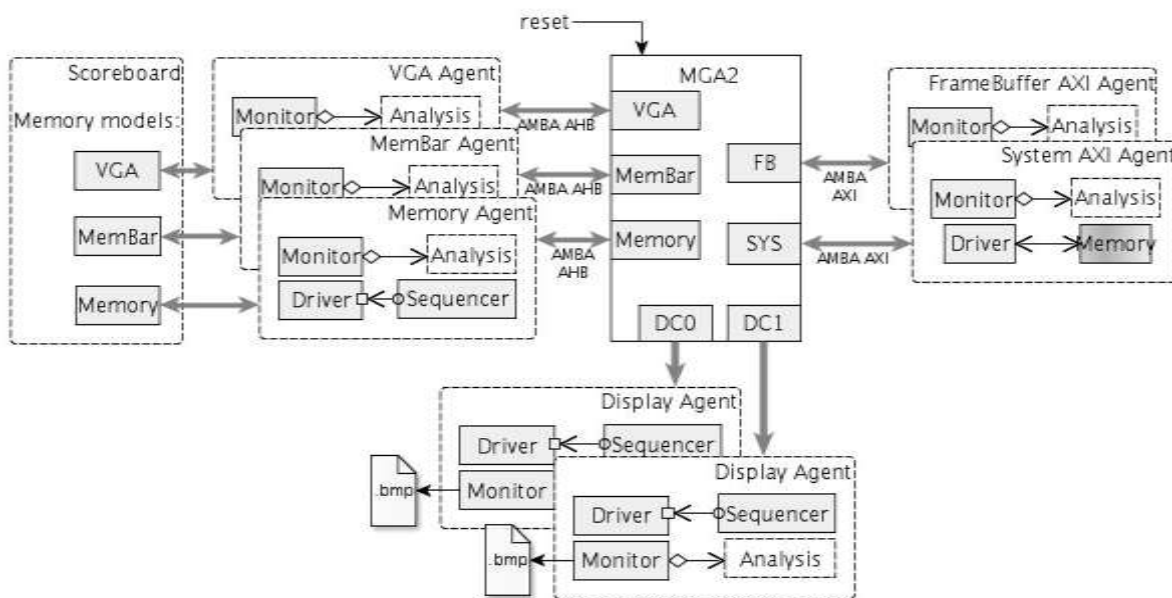 reset
Scoreboard
Memory models:
VGA
MemBar
Memory
VGA Agent
Monitor
Analysis
MemBar Agent
Monitor
Analysis
Memory Agent
Monitor
Analysis
Driver
Sequencer
AMBA AHB
AMBA AHB
AMBA
AHB
MGA2
VGA
MemBar
Memory
FB
SYS
DC0
DC1
AMBA
AXI
AMBA AXI
FrameBuffer AXI Agent
Monitor
Analysis
System AXI Agent
Monitor
Analysis
Driver
Memory
Display Agent
Driver
Sequencer
Monitor
.bmp
Display Agent
Driver
Sequencer
Monitor
Analysis
.bmp